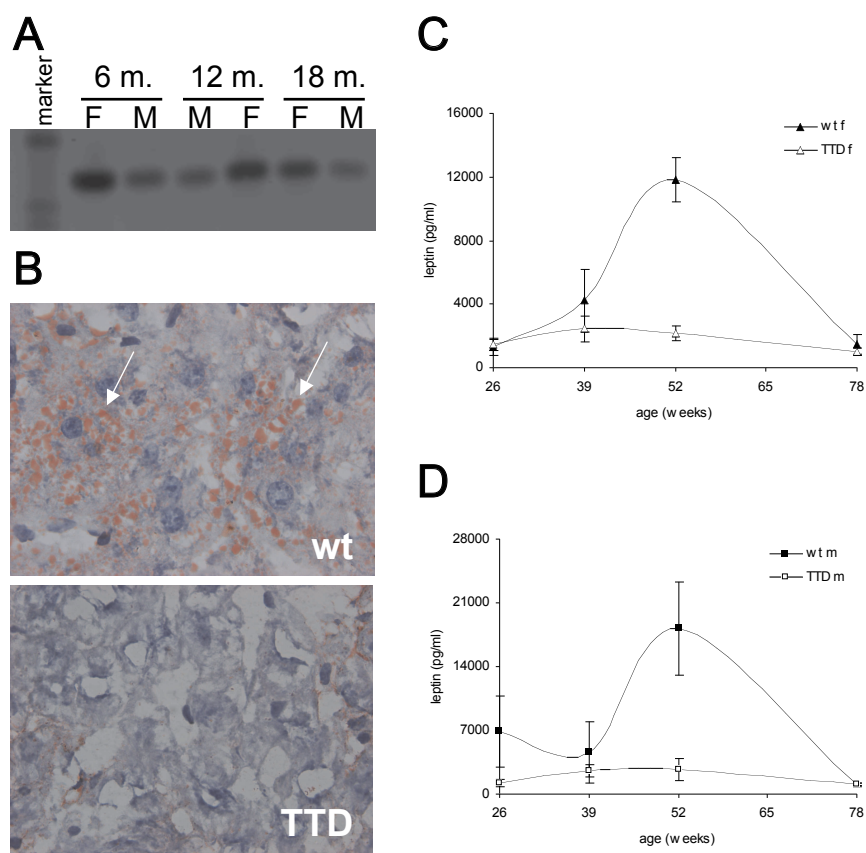 A
marker
6 m. 12 m. 18 m.
F M M F F M
B
wt
TTD
C
16000
12000
8000
4000
0
leptin (pg/ml)
26 39 52 65 78
age (weeks)
wt f
TTD f
D
28000
21000
14000
7000
0
leptin (pg/ml)
26 39 52 65 78
age (weeks)
wt m
TTD m